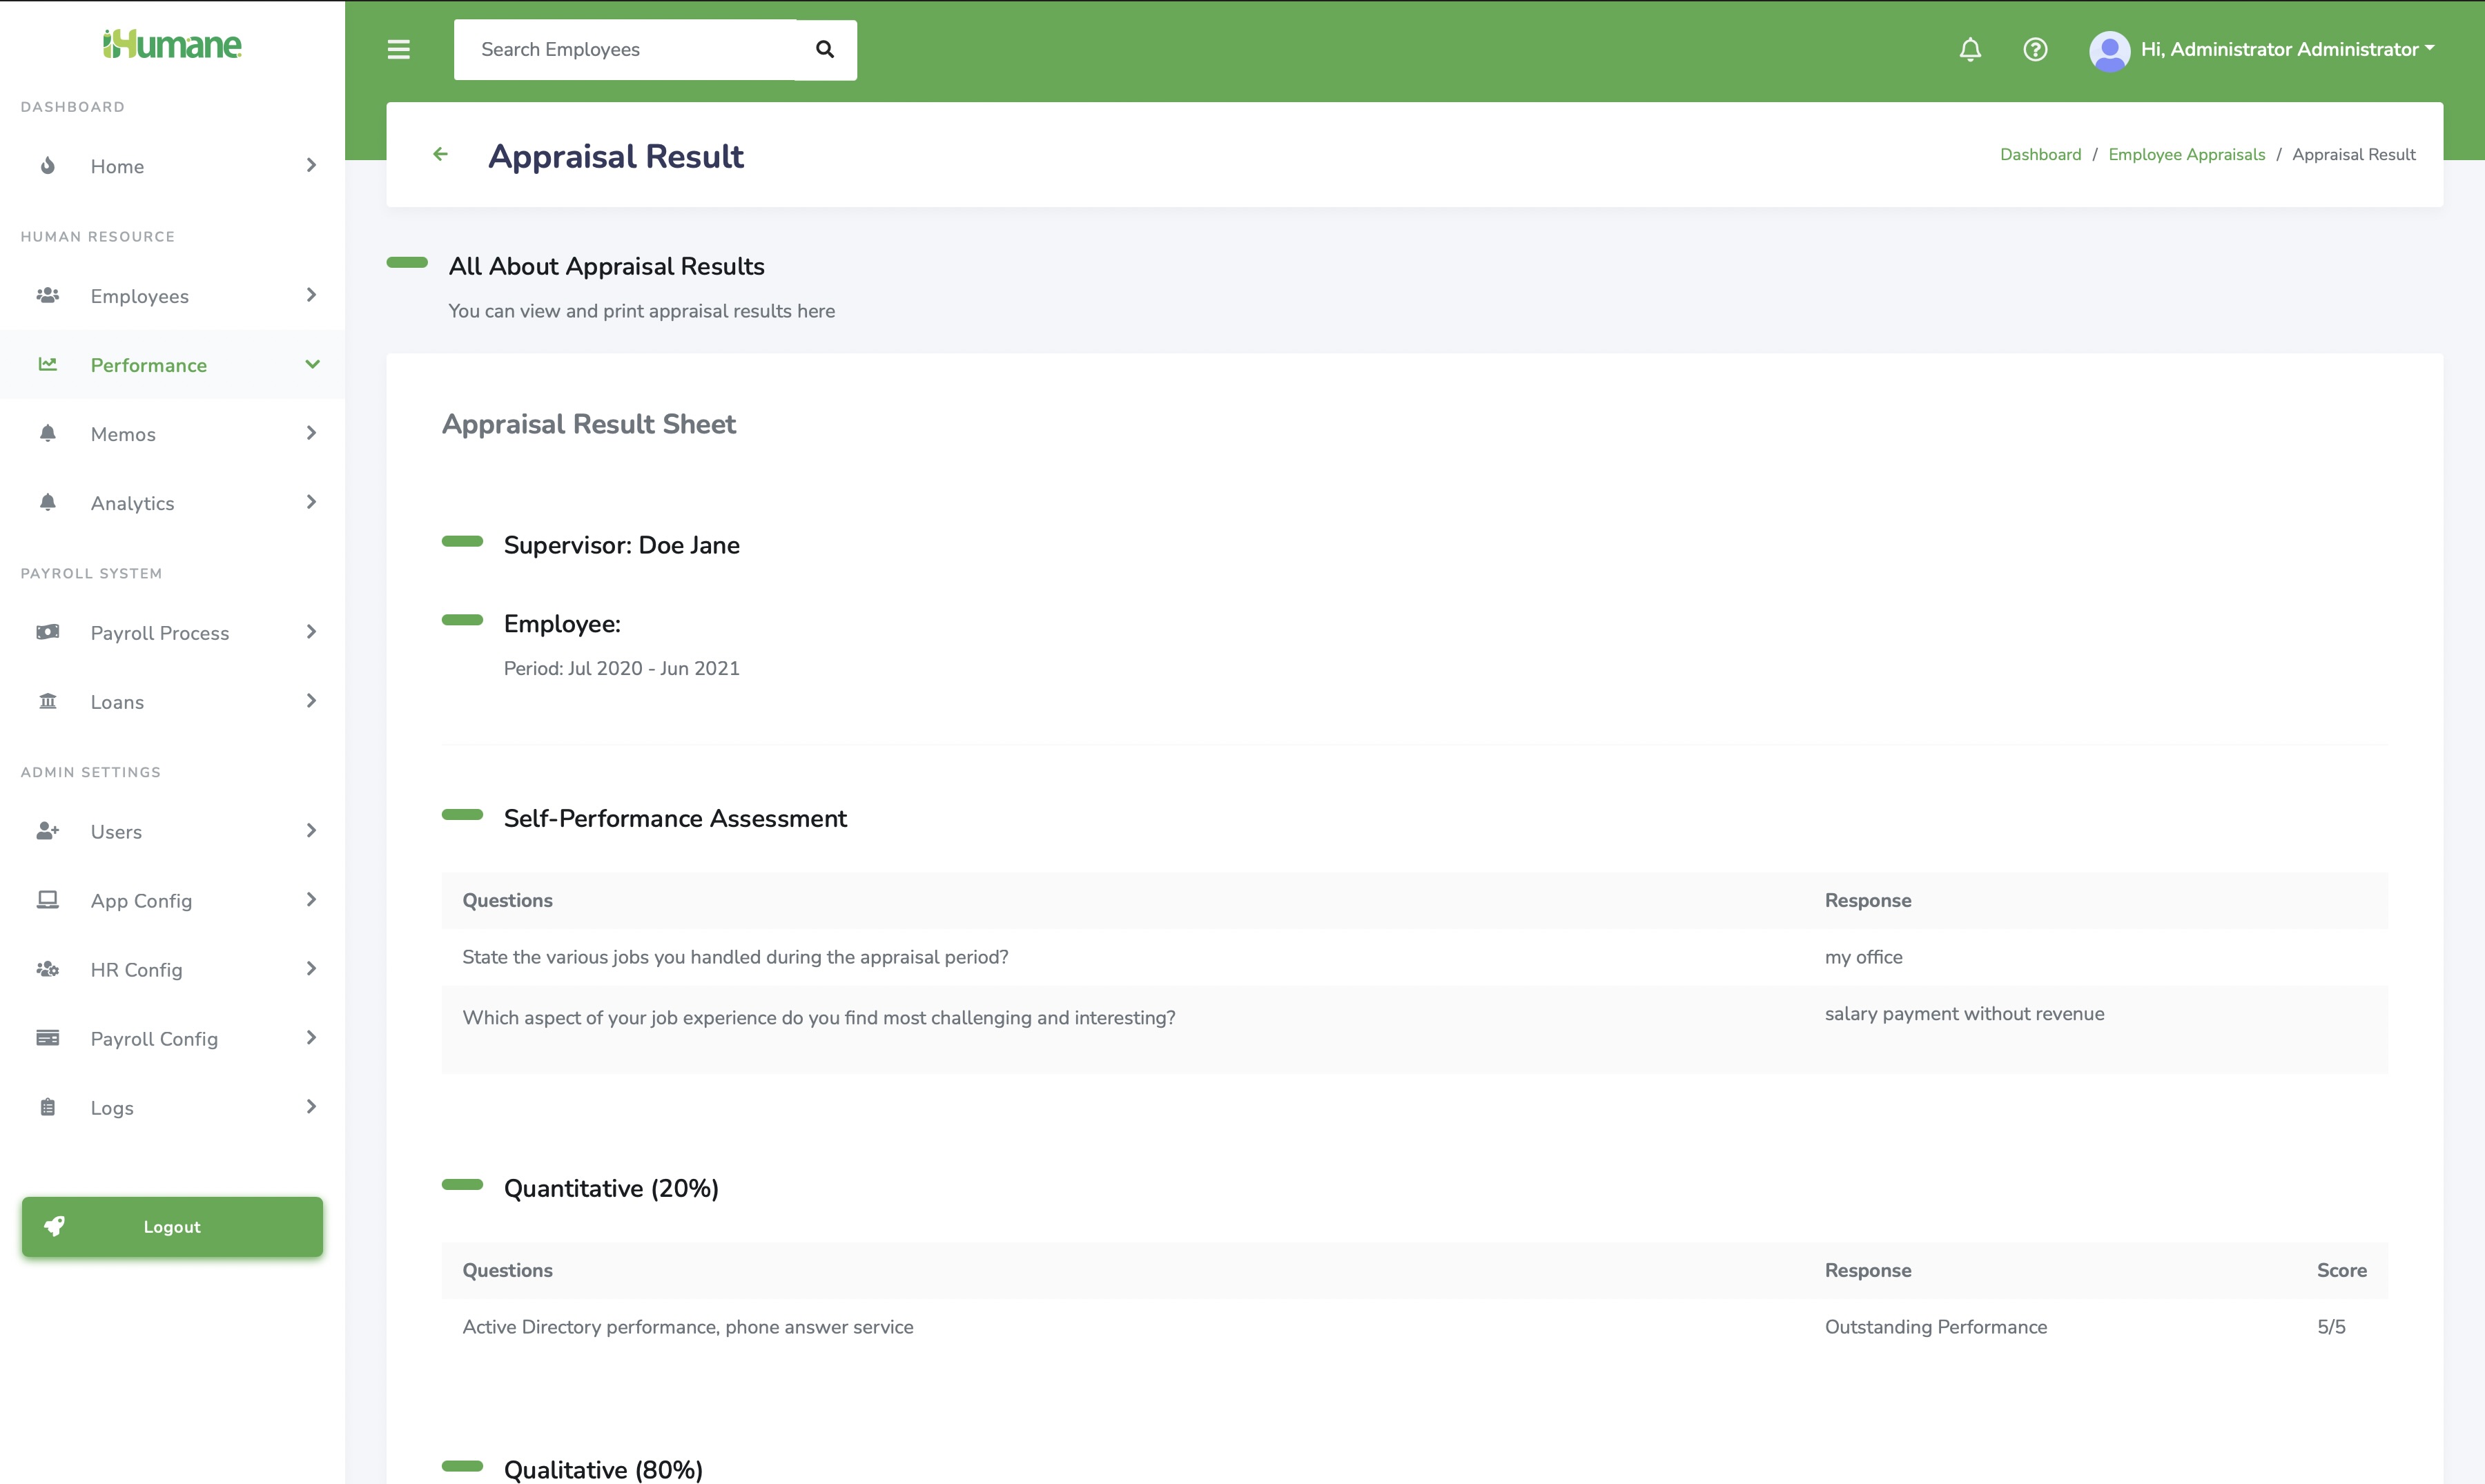 iHumane
DASHBOARD
Home
HUMAN RESOURCE
Employees
Performance
Memos
Analytics
PAYROLL SYSTEM
Payroll Process
Loans
ADMIN SETTINGS
Users
App Config
HR Config
Payroll Config
Logs
Logout
Search Employees
Hi, Administrator Administrator
Appraisal Result
Dashboard / Employee Appraisals / Appraisal Result
All About Appraisal Results
You can view and print appraisal results here
Appraisal Result Sheet
Supervisor: Doe Jane
Employee:
Period: Jul 2020 - Jun 2021
Self-Performance Assessment
Questions Response
State the various jobs you handled during the appraisal period? my office
Which aspect of your job experience do you find most challenging and interesting? salary payment without revenue
Quantitative (20%)
Questions Response Score
Active Directory performance, phone answer service Outstanding Performance 5/5
Qualitative (80%)